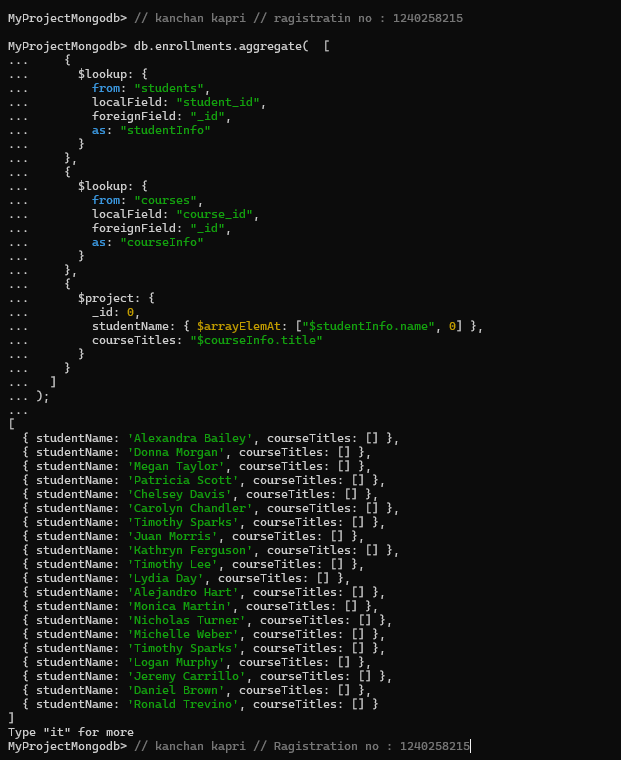 MyProjectMongodb> // kanchan kapri // ragistratin no : 1240258215
MyProjectMongodb> db.enrollments.aggregate(  [
...     {
...       $lookup: {
...         from: "students",
...         localField: "student_id",
...         foreignField: "_id",
...         as: "studentInfo"
...       }
...     },
...     {
...       $lookup: {
...         from: "courses",
...         localField: "course_id",
...         foreignField: "_id",
...         as: "courseInfo"
...       }
...     },
...     {
...       $project: {
...         _id: 0,
...         studentName: { $arrayElemAt: ["$studentInfo.name", 0] },
...         courseTitles: "$courseInfo.title"
...       }
...     }
...   ]
... );
...
[
  { studentName: 'Alexandra Bailey', courseTitles: [] },
  { studentName: 'Donna Morgan', courseTitles: [] },
  { studentName: 'Megan Taylor', courseTitles: [] },
  { studentName: 'Patricia Scott', courseTitles: [] },
  { studentName: 'Chelsey Davis', courseTitles: [] },
  { studentName: 'Carolyn Chandler', courseTitles: [] },
  { studentName: 'Timothy Sparks', courseTitles: [] },
  { studentName: 'Juan Morris', courseTitles: [] },
  { studentName: 'Kathryn Ferguson', courseTitles: [] },
  { studentName: 'Timothy Lee', courseTitles: [] },
  { studentName: 'Lydia Day', courseTitles: [] },
  { studentName: 'Alejandro Hart', courseTitles: [] },
  { studentName: 'Monica Martin', courseTitles: [] },
  { studentName: 'Nicholas Turner', courseTitles: [] },
  { studentName: 'Michelle Weber', courseTitles: [] },
  { studentName: 'Timothy Sparks', courseTitles: [] },
  { studentName: 'Logan Murphy', courseTitles: [] },
  { studentName: 'Jeremy Carrillo', courseTitles: [] },
  { studentName: 'Daniel Brown', courseTitles: [] },
  { studentName: 'Ronald Trevino', courseTitles: [] }
]
Type "it" for more
MyProjectMongodb> // kanchan kapri // Ragistration no : 1240258215